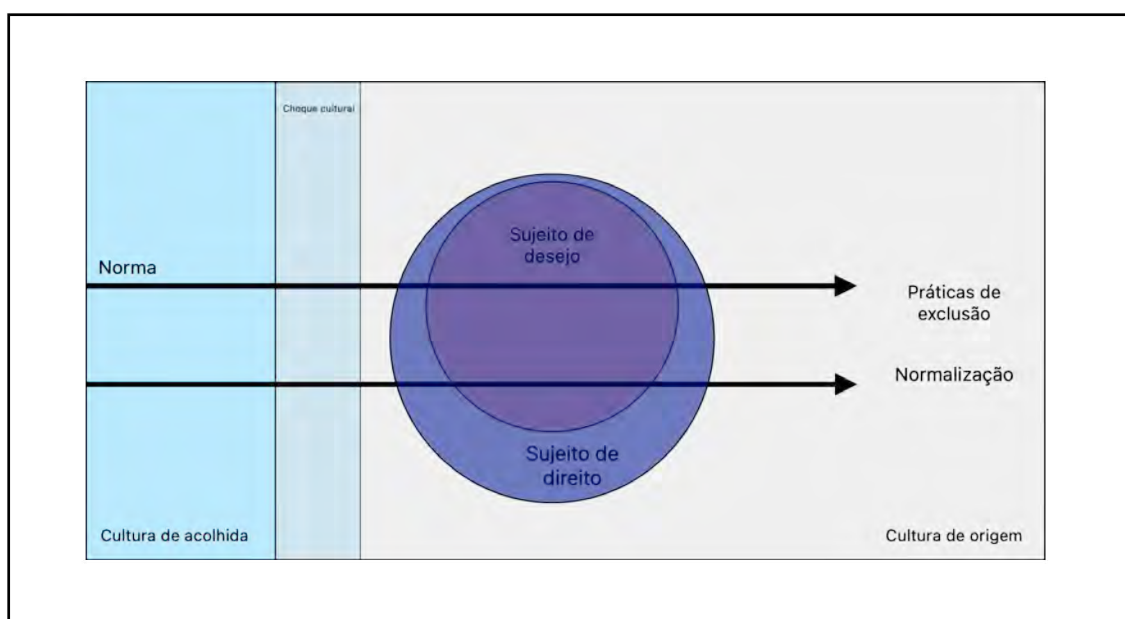 Choque cultural
Sujeito de
desejo
Norma
Práticas de
exclusão
Normalização
Sujeito de
direito
Cultura de acolhida
Cultura de origem